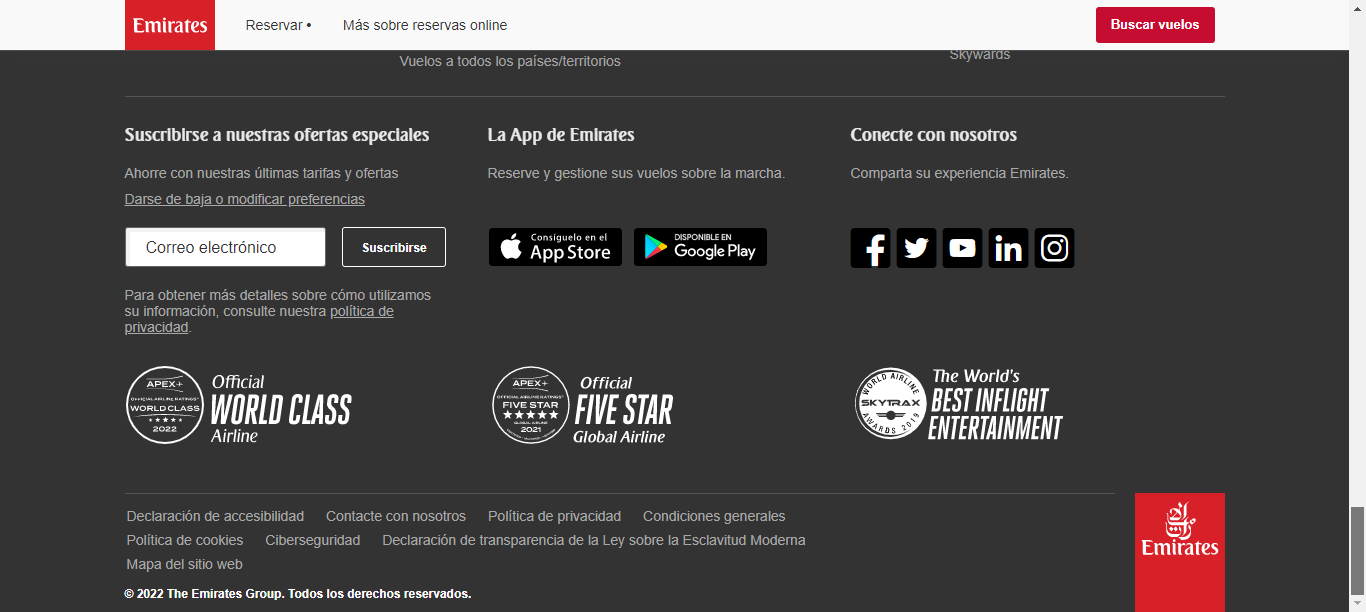 Emirates
Reservar •
Más sobre reservas online
Buscar vuelos
Vuelos a todos los países/territorios
Skywards
Suscribirse a nuestras ofertas especiales
Ahorre con nuestras últimas tarifas y ofertas
Darse de baja o modificar preferencias
Correo electrónico
Suscribirse
Para obtener más detalles sobre cómo utilizamos
su información, consulte nuestra política de
privacidad.
La App de Emirates
Reserve y gestione sus vuelos sobre la marcha.
Consíguelo en el
App Store
DISPONIBLE EN
Google Play
Conecte con nosotros
Comparta su experiencia Emirates.
APEX+
OFFICIAL AIRLINE RATINGS
WORLD CLASS
2022
Official
WORLD CLASS
Airline
APEX+
OFFICIAL AIRLINE RATINGS
FIVE STAR
GLOBAL AIRLINE
2021
Official
FIVE STAR
Global Airline
WORLD AIRLINE
SKYTRAX
AWARDS 2019
The World's
BEST INFLIGHT
ENTERTAINMENT
Declaración de accesibilidad
Contacte con nosotros
Política de privacidad
Condiciones generales
Política de cookies
Ciberseguridad
Declaración de transparencia de la Ley sobre la Esclavitud Moderna
Mapa del sitio web
© 2022 The Emirates Group. Todos los derechos reservados.
Emirates